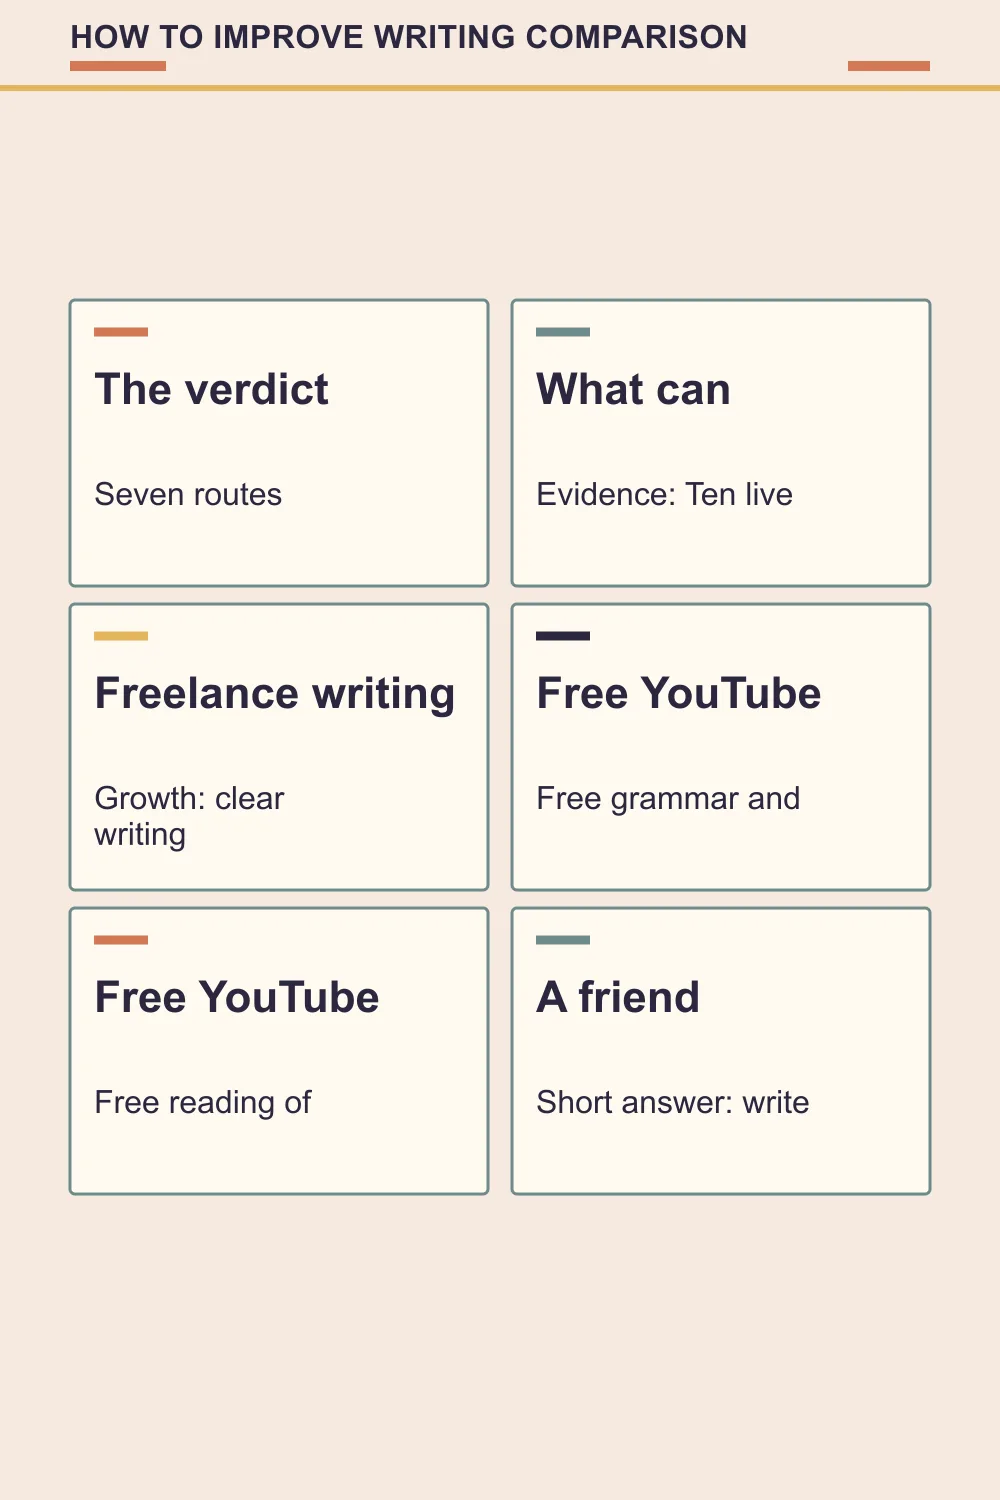 HOW TO IMPROVE WRITING COMPARISON
The verdict
Seven routes
What can
Evidence: Ten live
Freelance writing
Growth: clear
writing
Free YouTube
Free grammar and
Free YouTube
Free reading of
A friend
Short answer: write